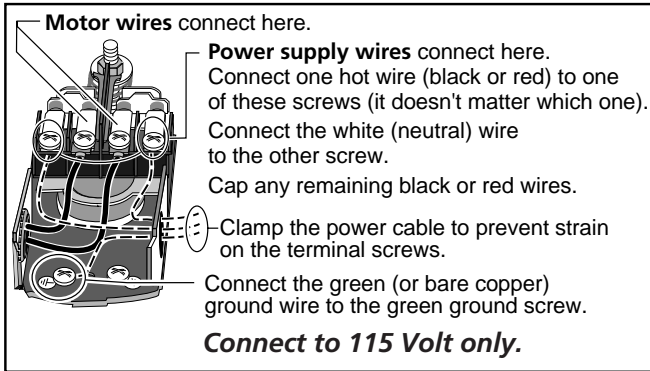 Motor wires connect here.
Power supply wires connect here.
Connect one hot wire (black or red) to one
of these screws (it doesn't matter which one).
Connect the white (neutral) wire
to the other screw.
Cap any remaining black or red wires.
Clamp the power cable to prevent strain
on the terminal screws.
Connect the green (or bare copper)
ground wire to the green ground screw.
Connect to 115 Volt only.